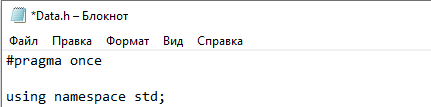 *Data.h – Блокнот
Файл Правка Формат Вид Справка
#pragma once
using namespace std;